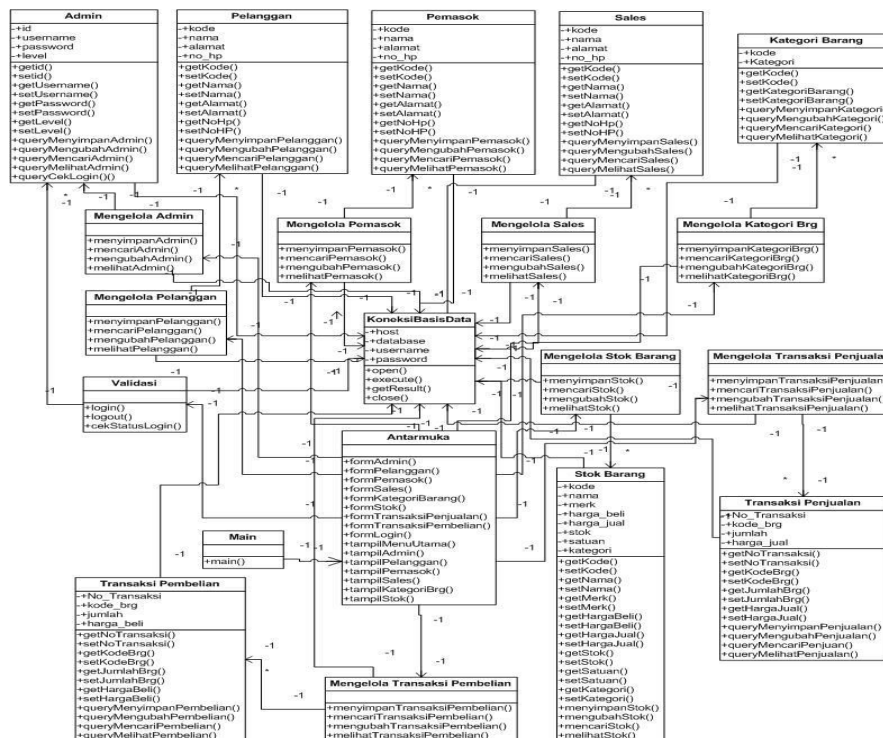 Admin
-+id
-+username
-+password
-+level
+getid()
+setid()
+getUsername()
+setUsername()
+getPassword()
+setPassword()
+getLevel()
+setLevel()
+queryMenyimpanAdmin()
+queryMengubahAdmin()
+queryMencariAdmin()
+queryMelihatAdmin()
+queryCekLogin()()
Pelanggan
-+kode
-+nama
-+alamat
-+no_hp
+getKode()
+setKode()
+getNama()
+setNama()
+getAlamat()
+setAlamat()
+getNoHp()
+setNoHP()
+queryMenyimpanPelanggan()
+queryMengubahPelanggan()
+queryMencariPelanggan()
+queryMelihatPelanggan()
Pemasok
-+kode
-+nama
-+alamat
-+no_hp
+getKode()
+setKode()
+getNama()
+setNama()
+getAlamat()
+setAlamat()
+getNoHp()
+setNoHP()
+queryMenyimpanPemasok()
+queryMengubahPemasok()
+queryMencariPemasok()
+queryMelihatPemasok()
Sales
-+kode
-+nama
-+alamat
-+no_hp
+getKode()
+setKode()
+getNama()
+setNama()
+getAlamat()
+setAlamat()
+getNoHp()
+setNoHP()
+queryMenyimpanSales()
+queryMengubahSales()
+queryMencariSales()
+queryMelihatSales()
Kategori Barang
-+kode
-+Kategori
+getKode()
+setKode()
+getKategoriBarang()
+setKategoriBarang()
+queryMenyimpanKategori()
+queryMengubahKategori()
+queryMencariKategori()
+queryMelihatKategori()
Mengelola Admin
+menyimpanAdmin()
+mencariAdmin()
+mengubahAdmin()
+melihatAdmin()
Mengelola Pemasok
+menyimpanPemasok()
+mencariPemasok()
+mengubahPemasok()
+melihatPemasok()
Mengelola Sales
+menyimpanSales()
+mencariSales()
+mengubahSales()
+melihatSales()
Mengelola Kategori Brg
+menyimpanKategoriBrg()
+mencariKategoriBrg()
+mengubahKategoriBrg()
+melihatKategoriBrg()
Mengelola Pelanggan
+menyimpanPelanggan()
+mencariPelanggan()
+mengubahPelanggan()
+melihatPelanggan()
KoneksiBasisData
-+host
-+database
-+username
-+password
+open()
+execute()
+getResult()
+close()
Mengelola Stok Barang
+menyimpanStok()
+mencariStok()
+mengubahStok()
+melihatStok()
Mengelola Transaksi Penjualan
+menyimpanTransaksiPenjualan()
+mencariTransaksiPenjualan()
+mengubahTransaksiPenjualan()
+melihatTransaksiPenjualan()
Validasi
+login()
+logout()
+cekStatusLogin()
Antarmuka
+formAdmin()
+formPelanggan()
+formPemasok()
+formSales()
+formKategoriBarang()
+formStok()
+formTransaksiPenjualan()
+formTransaksiPembelian()
+formLogin()
+tampilMenuUtama()
+tampilAdmin()
+tampilPelanggan()
+tampilPemasok()
+tampilSales()
+tampilKategoriBrg()
+tampilStok()
Main
+main()
Stok Barang
-+kode
-+nama
-+merk
-+harga_beli
-+harga_jual
-+stok
-+satuan
-+kategori
+getKode()
+setKode()
+getNama()
+setNama()
+getMerk()
+setMerk()
+getHargaBeli()
+setHargaBeli()
+getHargaJual()
+setHargaJual()
+getStok()
+setStok()
+getSatuan()
+setSatuan()
+getKategori()
+setKategori()
+menyimpanStok()
+mengubahStok()
+mencariStok()
+melihatStok()
Transaksi Penjualan
-+No_Transaksi
-+kode_brg
-+jumlah
-+harga_jual
+getNoTransaksi()
+setNoTransaksi()
+getKodeBrg()
+setKodeBrg()
+getJumlahBrg()
+setJumlahBrg()
+getHargaJual()
+setHargaJual()
+queryMenyimpanPenjualan()
+queryMengubahPenjualan()
+queryMencariPenjuan()
+queryMelihatPenjualan()
Transaksi Pembelian
-+No_Transaksi
-+kode_brg
-+jumlah
-+harga_beli
+getNoTransaksi()
+setNoTransaksi()
+getKodeBrg()
+setKodeBrg()
+getJumlahBrg()
+setJumlahBrg()
+getHargaBeli()
+setHargaBeli()
+queryMenyimpanPembelian()
+queryMengubahPembelian()
+queryMencariPembelian()
+queryMelihatPembelian()
Mengelola Transaksi Pembelian
+menyimpanTransaksiPembelian()
+mencariTransaksiPembelian()
+mengubahTransaksiPembelian()
+melihatTransaksiPembelian()